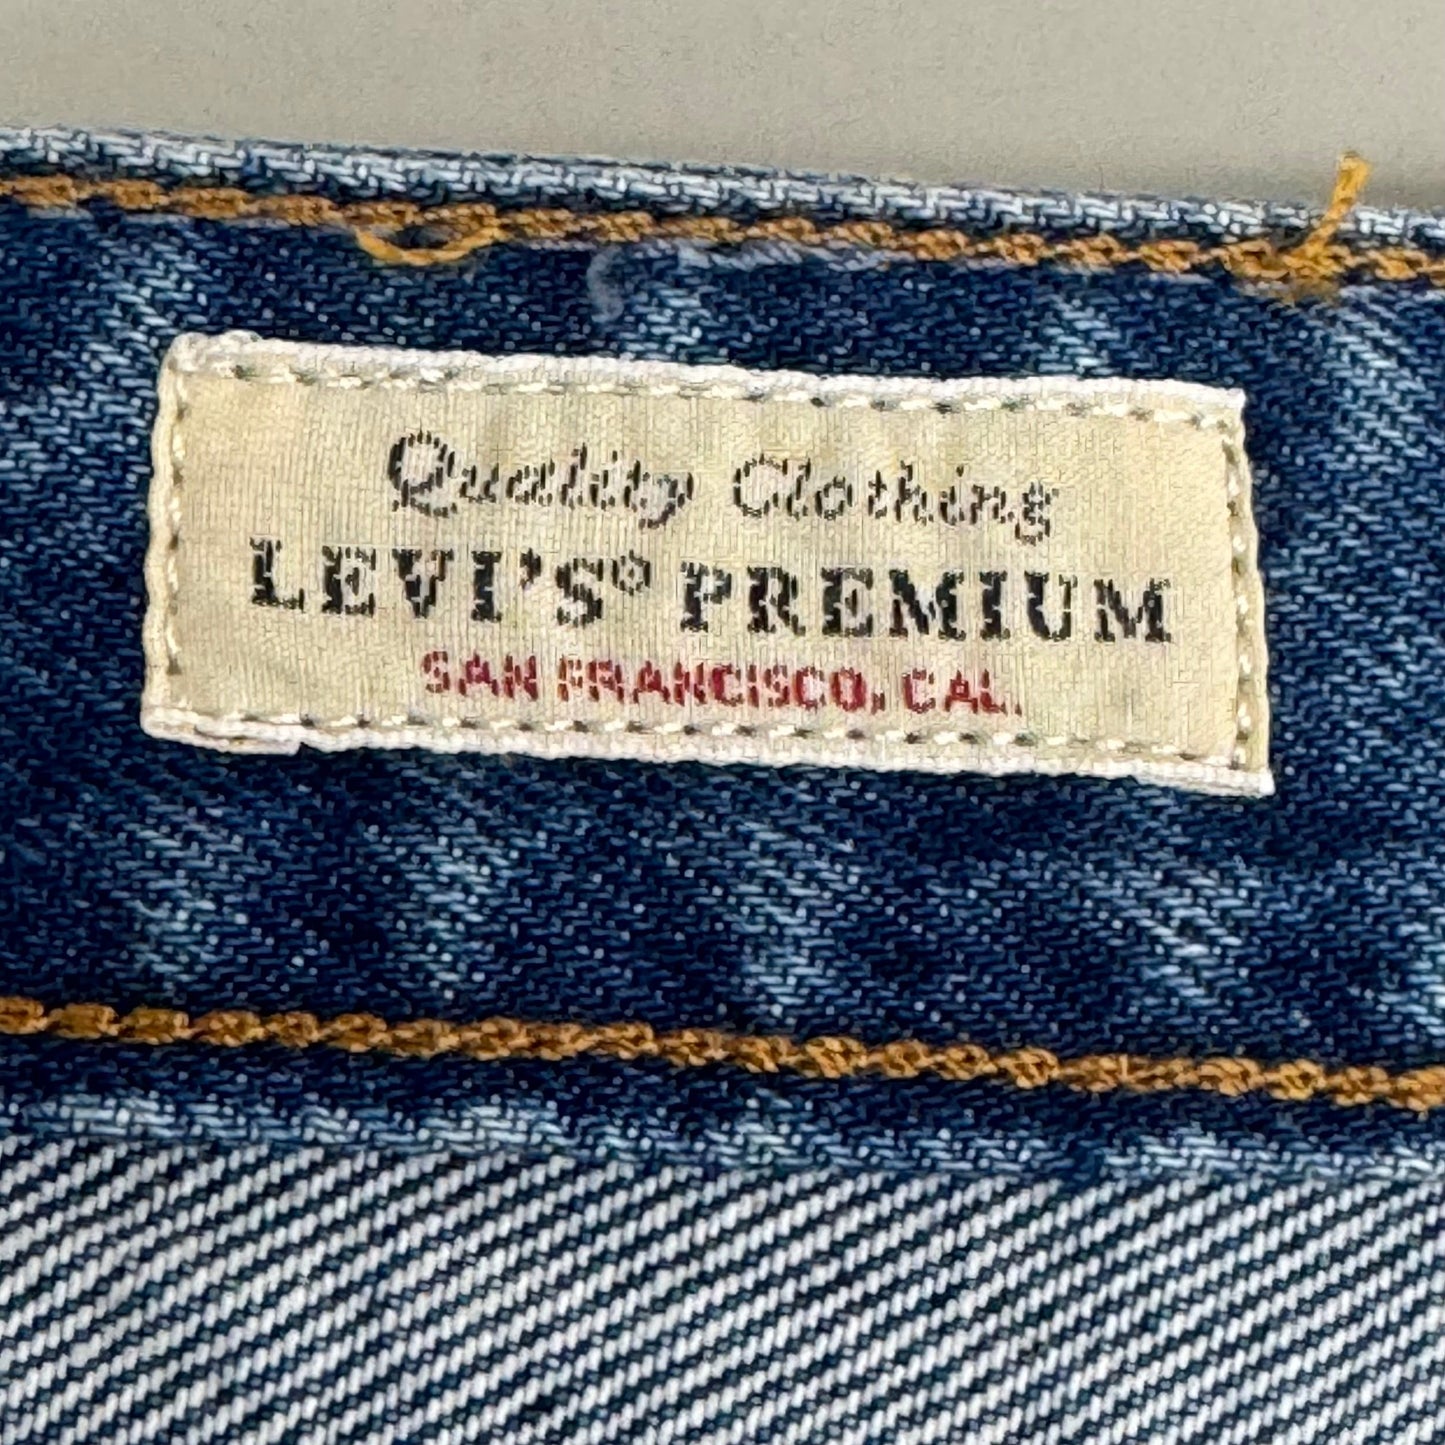 Quality Clothing
LEVI'S® PREMIUM
SAN FRANCISCO, CAL.